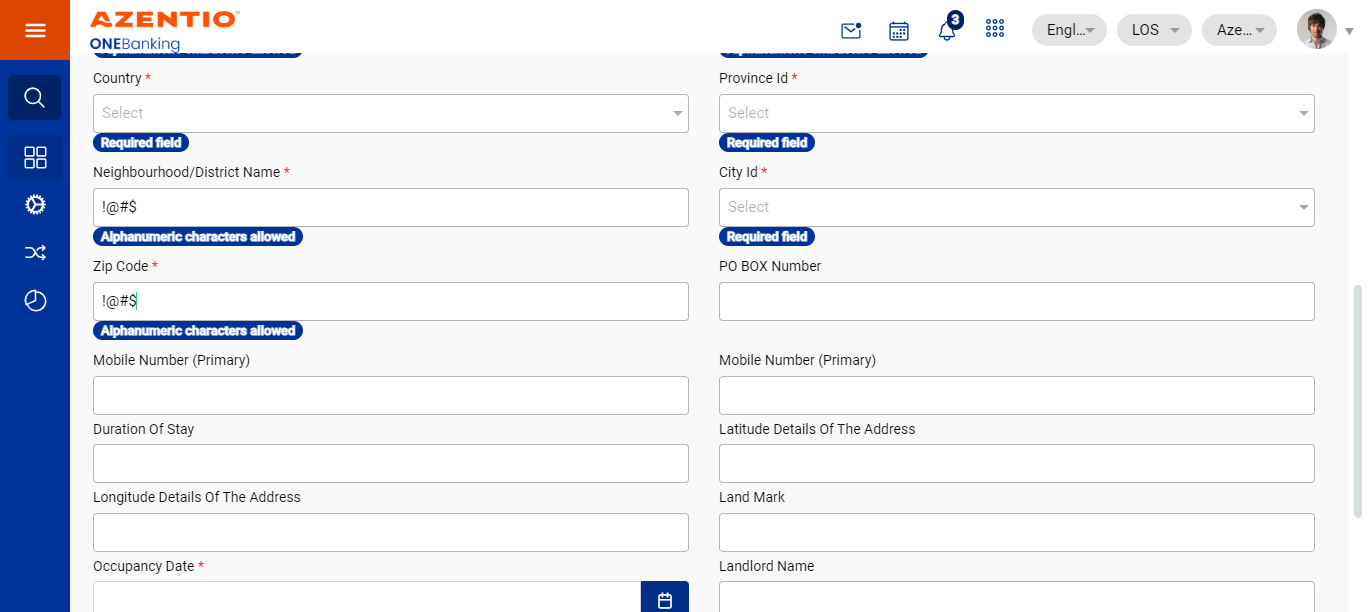 AZENTIO™
ONEBanking
3
Engl...
LOS
Aze...
Country *
Province Id *
Select
Select
Required field
Required field
Neighbourhood/District Name *
City Id *
!@#$
Select
Alphanumeric characters allowed
Required field
Zip Code *
PO BOX Number
!@#$
Alphanumeric characters allowed
Mobile Number (Primary)
Mobile Number (Primary)
Duration Of Stay
Latitude Details Of The Address
Longitude Details Of The Address
Land Mark
Occupancy Date *
Landlord Name